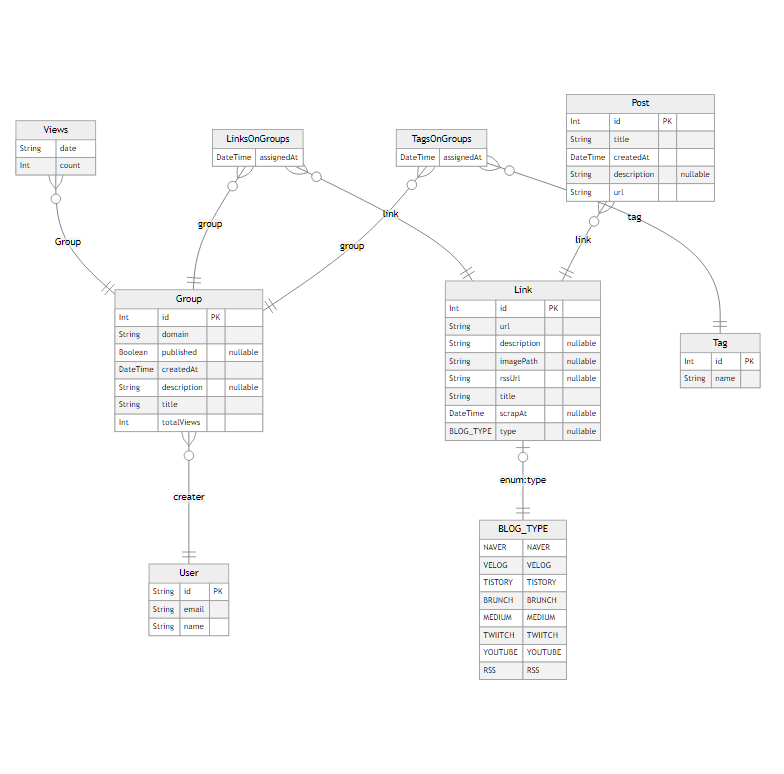 Views
String date
Int count
LinksOnGroups
DateTime assignedAt
TagsOnGroups
DateTime assignedAt
Post
Int id PK
String title
DateTime createdAt
String description nullable
String url
Group
group
group
link
link
tag
Group
Int id PK
String domain
Boolean published nullable
DateTime createdAt
String description nullable
String title
Int totalViews
Link
Int id PK
String url
String description nullable
String imagePath nullable
String rssUrl nullable
String title
DateTime scrapAt nullable
BLOG_TYPE type nullable
Tag
Int id PK
String name
creater
enum:type
User
String id PK
String email
String name
BLOG_TYPE
NAVER NAVER
VELOG VELOG
TISTORY TISTORY
BRUNCH BRUNCH
MEDIUM MEDIUM
TWIITCH TWIITCH
YOUTUBE YOUTUBE
RSS RSS